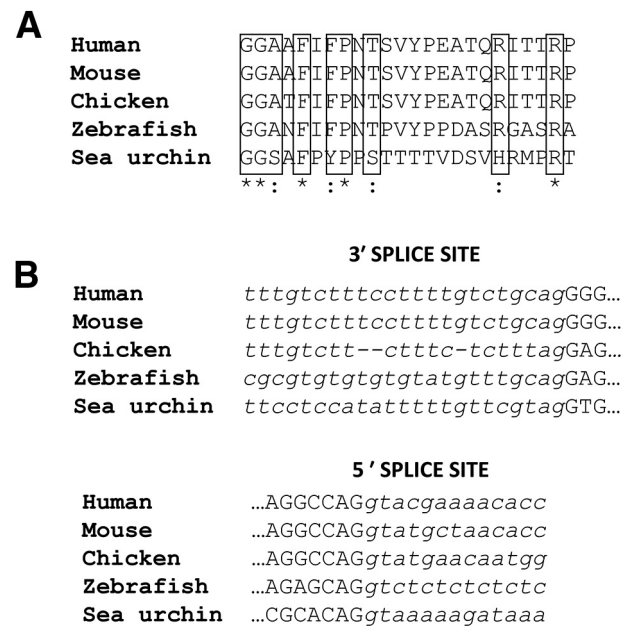 A
Human GGAAFIFPNTSVYPEATQRITTRP
Mouse GGAAFIFPNTSVYPEATQRITTRP
Chicken GGATFIFPNTSVYPEATQRITTRP
Zebrafish GGANFIFPNTPVYPPDASRGASRA
Sea urchin GGSAFPYPPSTTTTVDSVHRMPRT
**: * :* : : *
B
3′ SPLICE SITE
Human tttgtctttccttttgtctgcagGGG…
Mouse tttgtctttccttttgtctgcagGGG…
Chicken tttgtctt--ctttc-tctttagGAG…
Zebrafish cgcgtgtgtgtgtatgtttgcagGAG…
Sea urchin ttcctccatatttttgttcgtagGTG…
5 ′ SPLICE SITE
Human …AGGCCAGgtacgaaaacacc
Mouse …AGGCCAGgtatgctaacacc
Chicken …AGGCCAGgtatgaacaatgg
Zebrafish …AGAGCAGgtctctctctctc
Sea urchin …CGCACAGgtaaaaagataaa